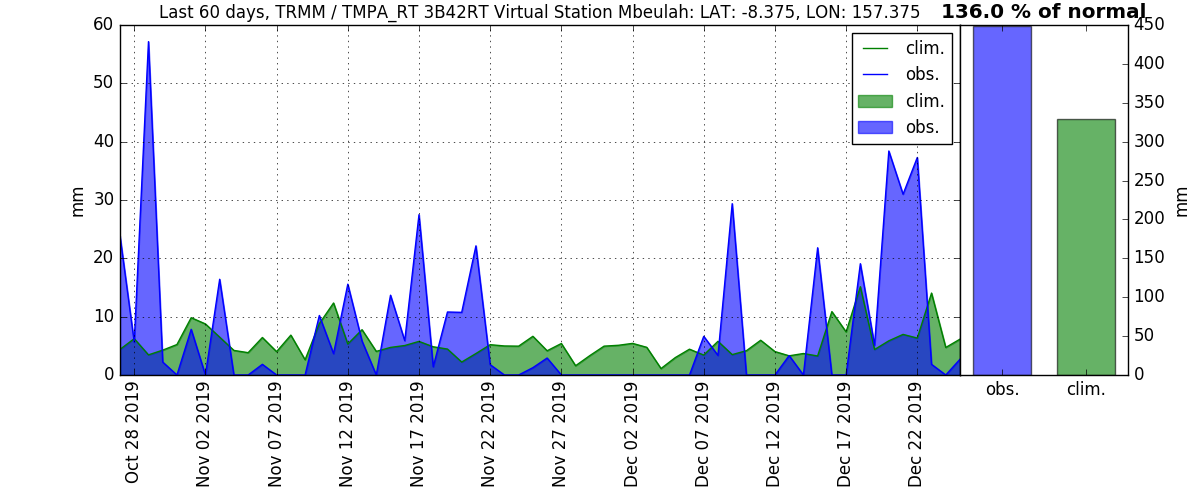 Last 60 days, TRMM / TMPA_RT 3B42RT Virtual Station Mbeulah: LAT: -8.375, LON: 157.375
136.0 % of normal
60
50
40
30
20
10
0
mm
clim.
obs.
clim.
obs.
Oct 28 2019
Nov 02 2019
Nov 07 2019
Nov 12 2019
Nov 17 2019
Nov 22 2019
Nov 27 2019
Dec 02 2019
Dec 07 2019
Dec 12 2019
Dec 17 2019
Dec 22 2019
450
400
350
300
250
200
150
100
50
0
mm
obs.
clim.